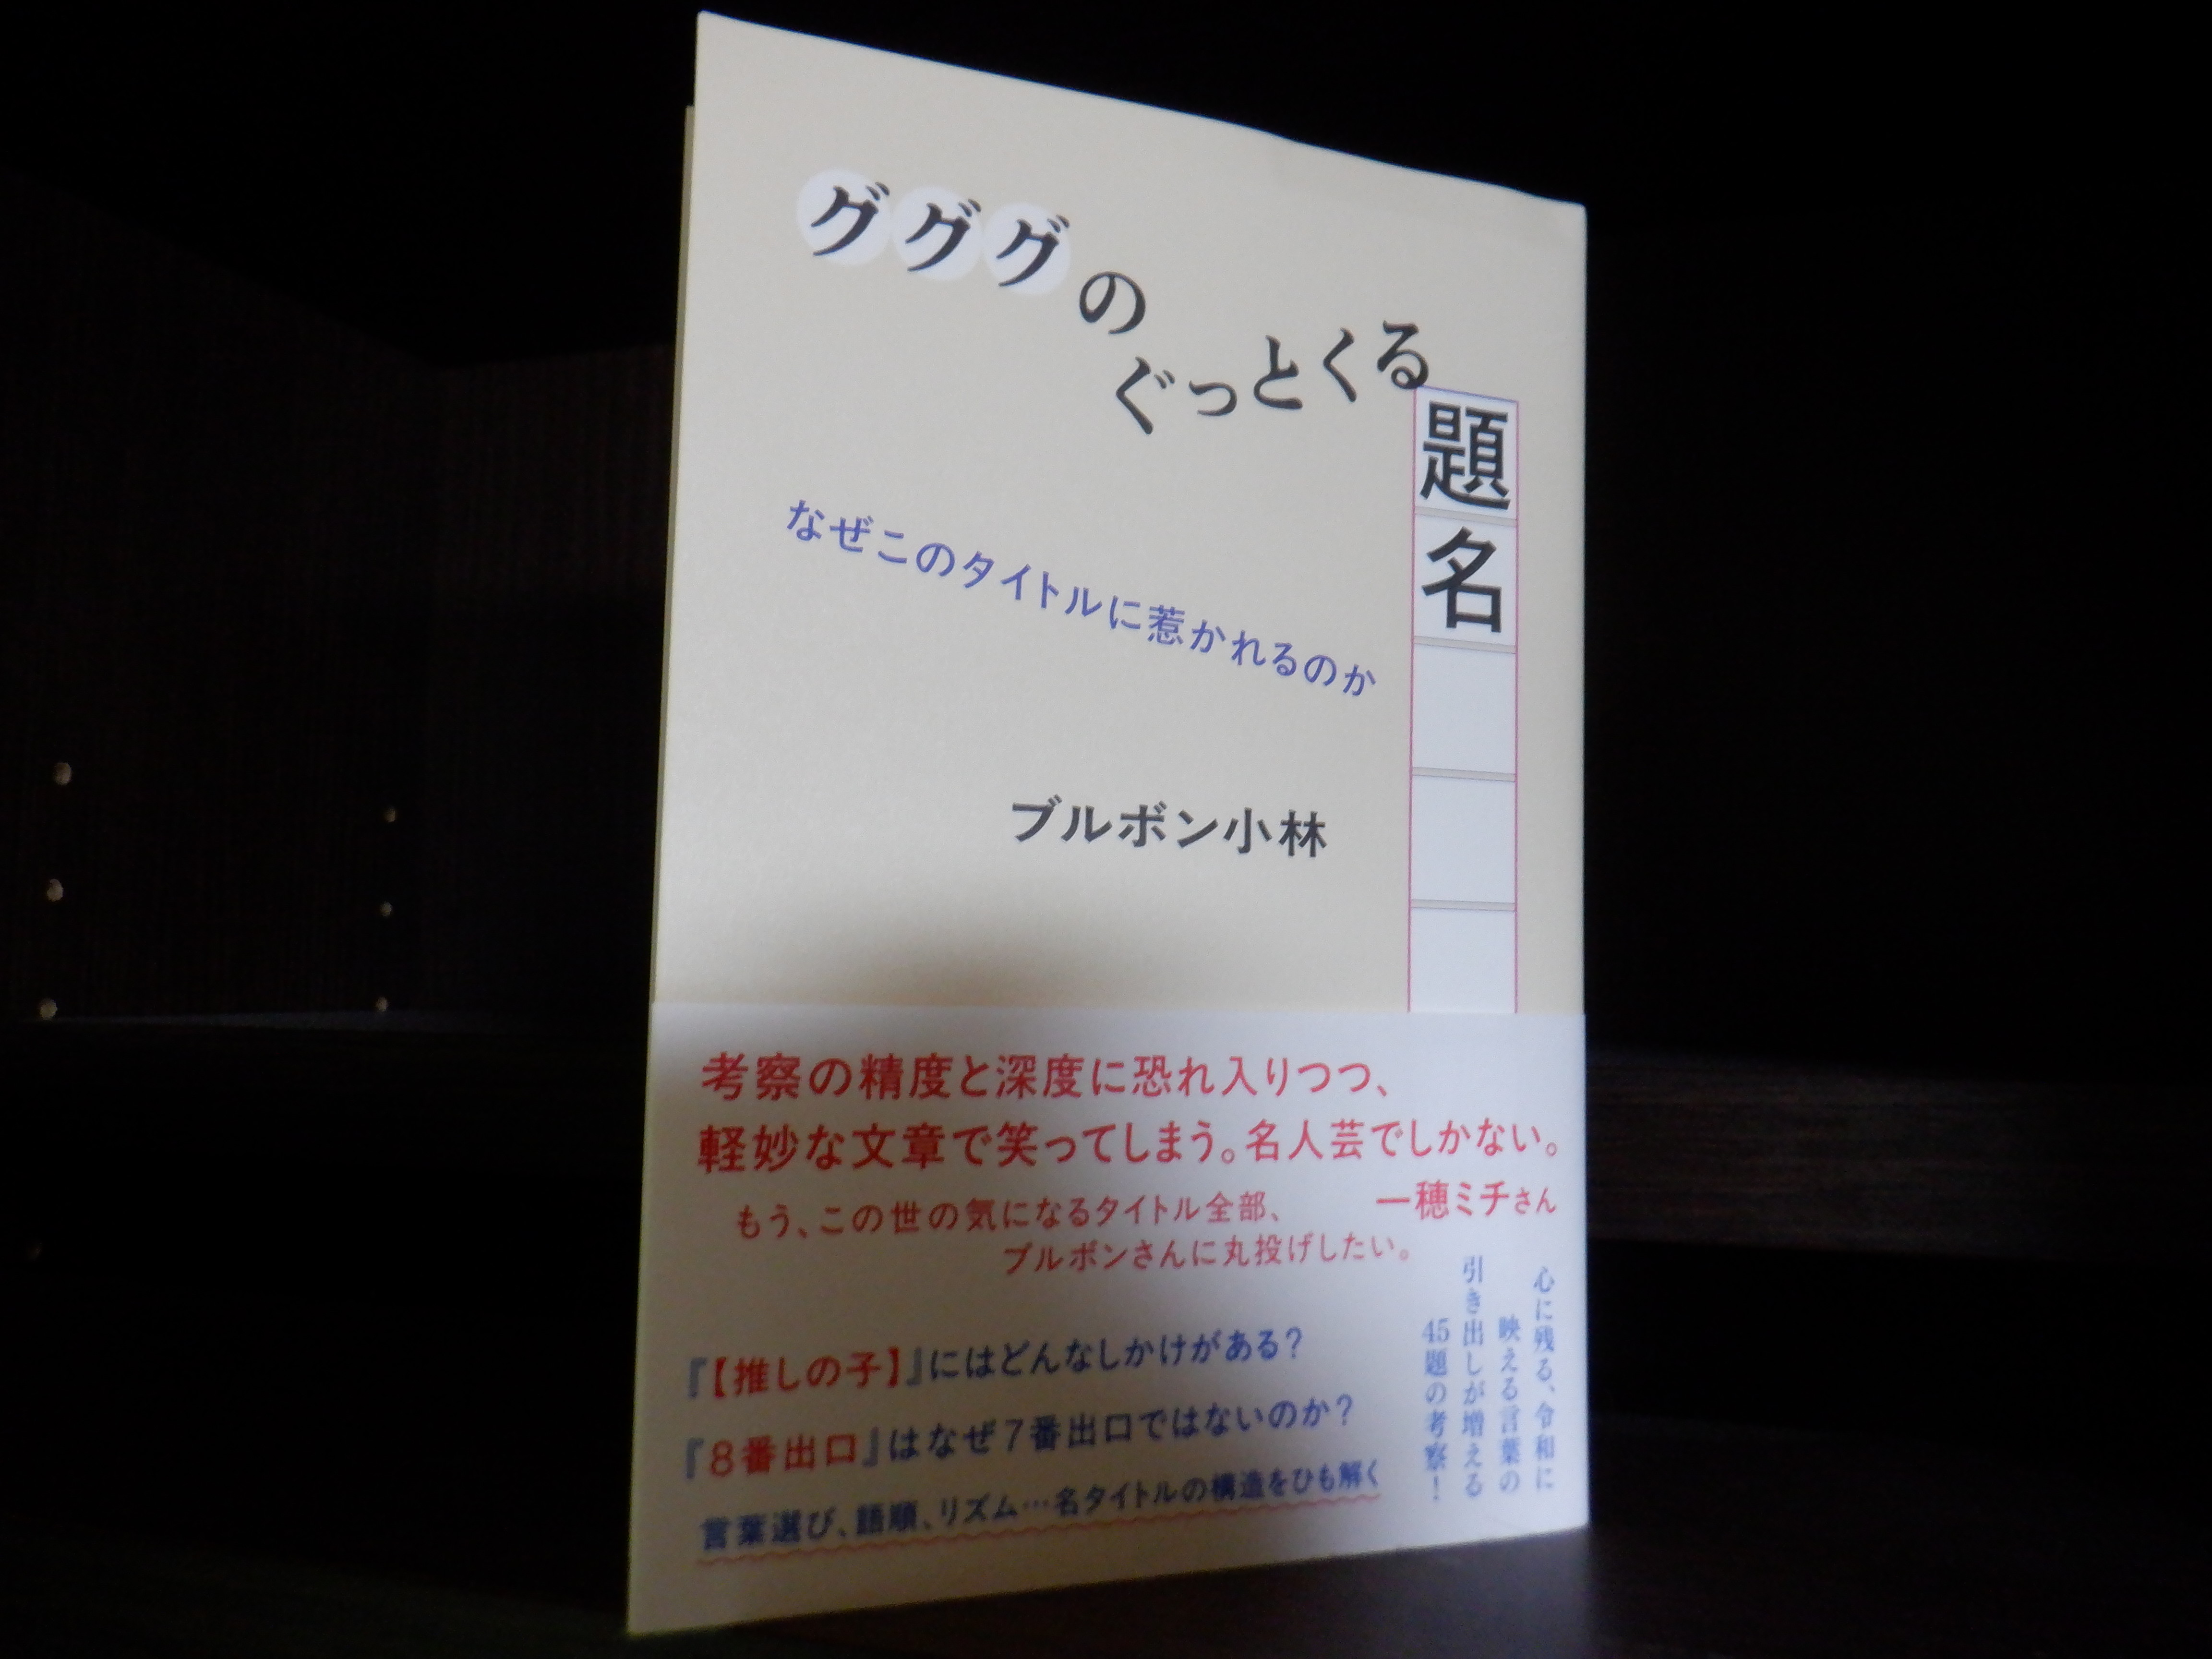 グググの
ぐっとくる
題名
なぜこのタイトルに惹かれるのか
ブルボン小林
考察の精度と深度に恐れ入りつつ、
軽妙な文章で笑ってしまう。名人芸でしかない。
一穂ミチさん
もう、この世の気になるタイトル全部、
ブルボンさんに丸投げしたい。
『【推しの子】』にはどんなしかけがある?
『8番出口』はなぜ7番出口ではないのか?
言葉選び、語順、リズム…名タイトルの構造をひも解く
心に残る、令和に
映える言葉の
引き出しが増える
45題の考察!